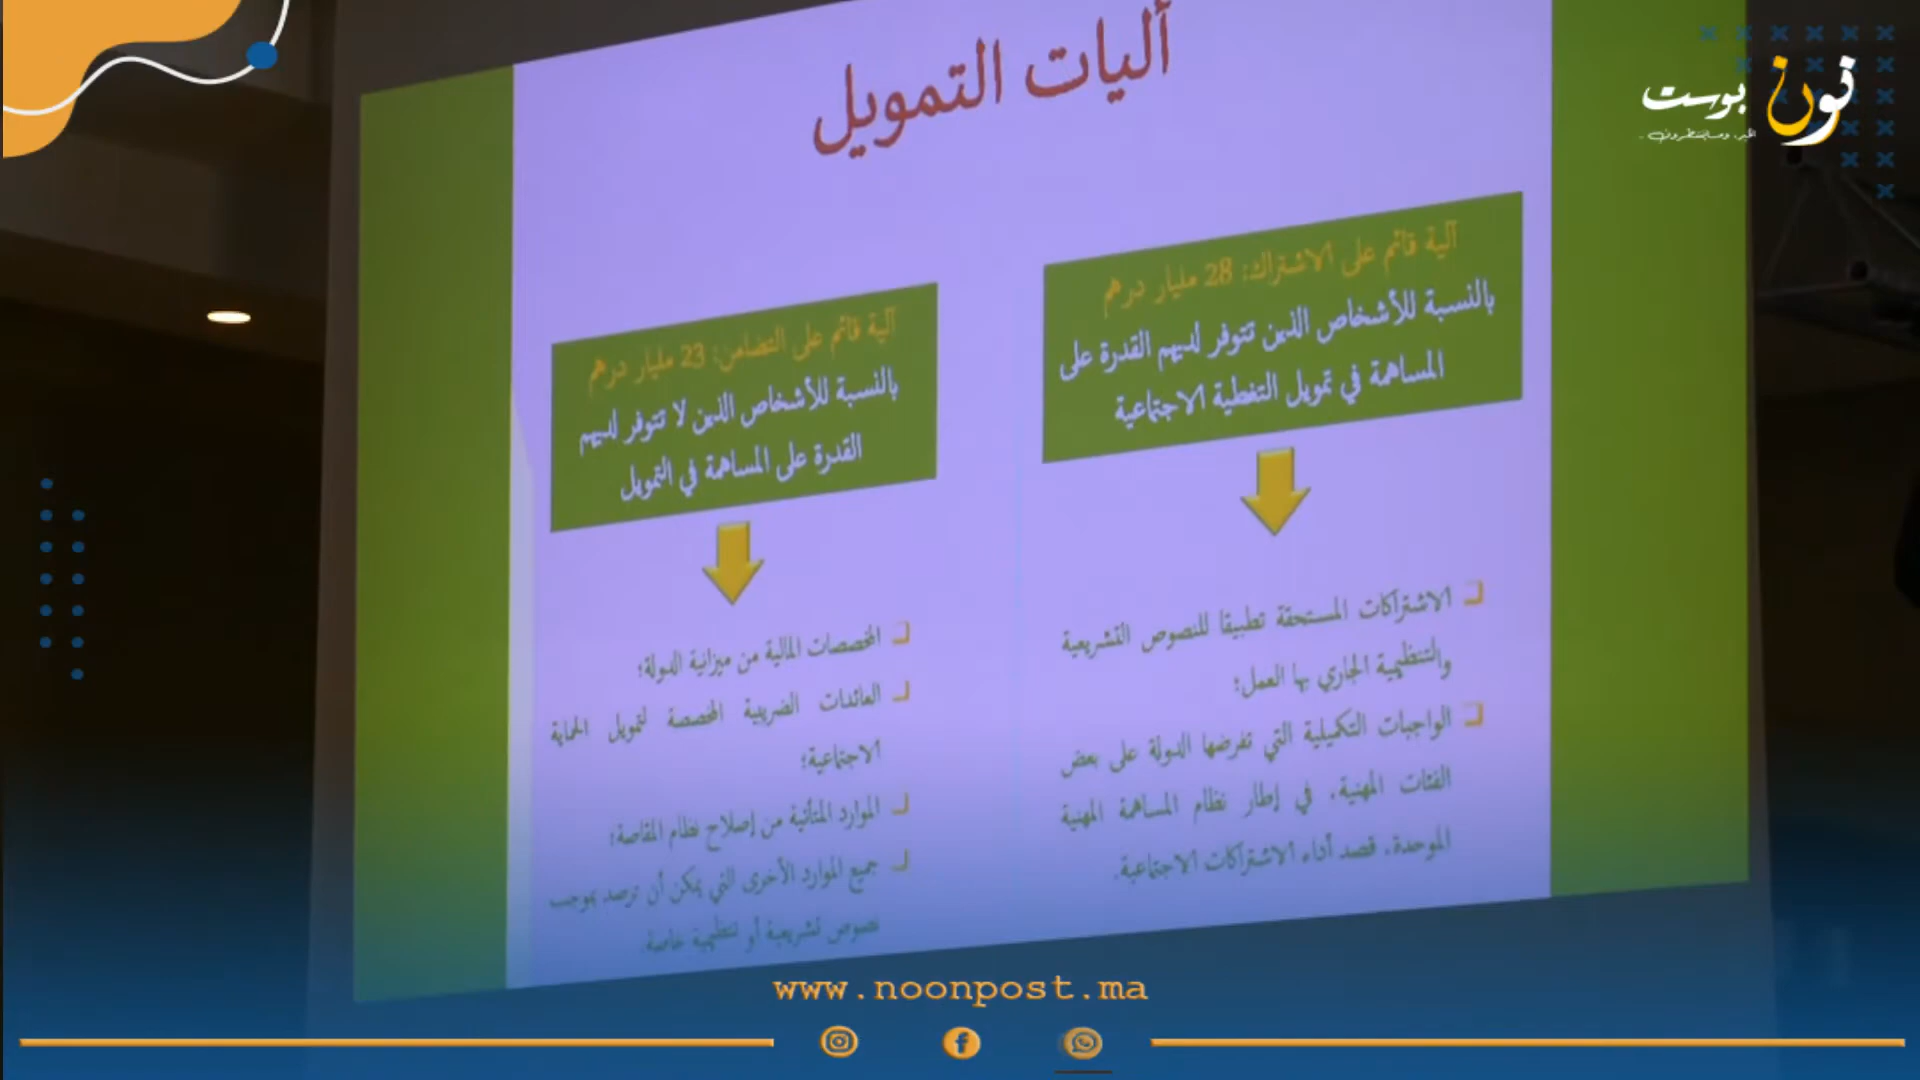 أليات التمويل
نون بوست
آلية قائم على الاشتراك: 28 مليار درهم
بالنسبة للأشخاص الذين تتوفر لديهم القدرة على
المساهمة في تمويل التغطية الاجتماعية
الاشتراكات المستحقة تطبيقا للنصوص التشريعية
والتنظيمية الجاري بها العمل؛
الواجبات التكميلية التي تفرضها الدولة على بعض
الفئات المهنية، في إطار نظام المساهمة المهنية
الموحدة، قصد أداء الاشتراكات الاجتماعية.
آلية قائم على التضامن: 23 مليار درهم
بالنسبة للأشخاص الذين لا تتوفر لديهم
القدرة على المساهمة في التمويل
المخصصات المالية من ميزانية الدولة؛
العائدات الضريبية المخصصة لتمويل الحماية
الاجتماعية؛
الموارد المتأتية من إصلاح نظام المقاصة؛
جميع الموارد الأخرى التي يمكن أن ترصد بموجب
نصوص تشريعية أو تنظيمية خاصة.
www.noonpost.ma